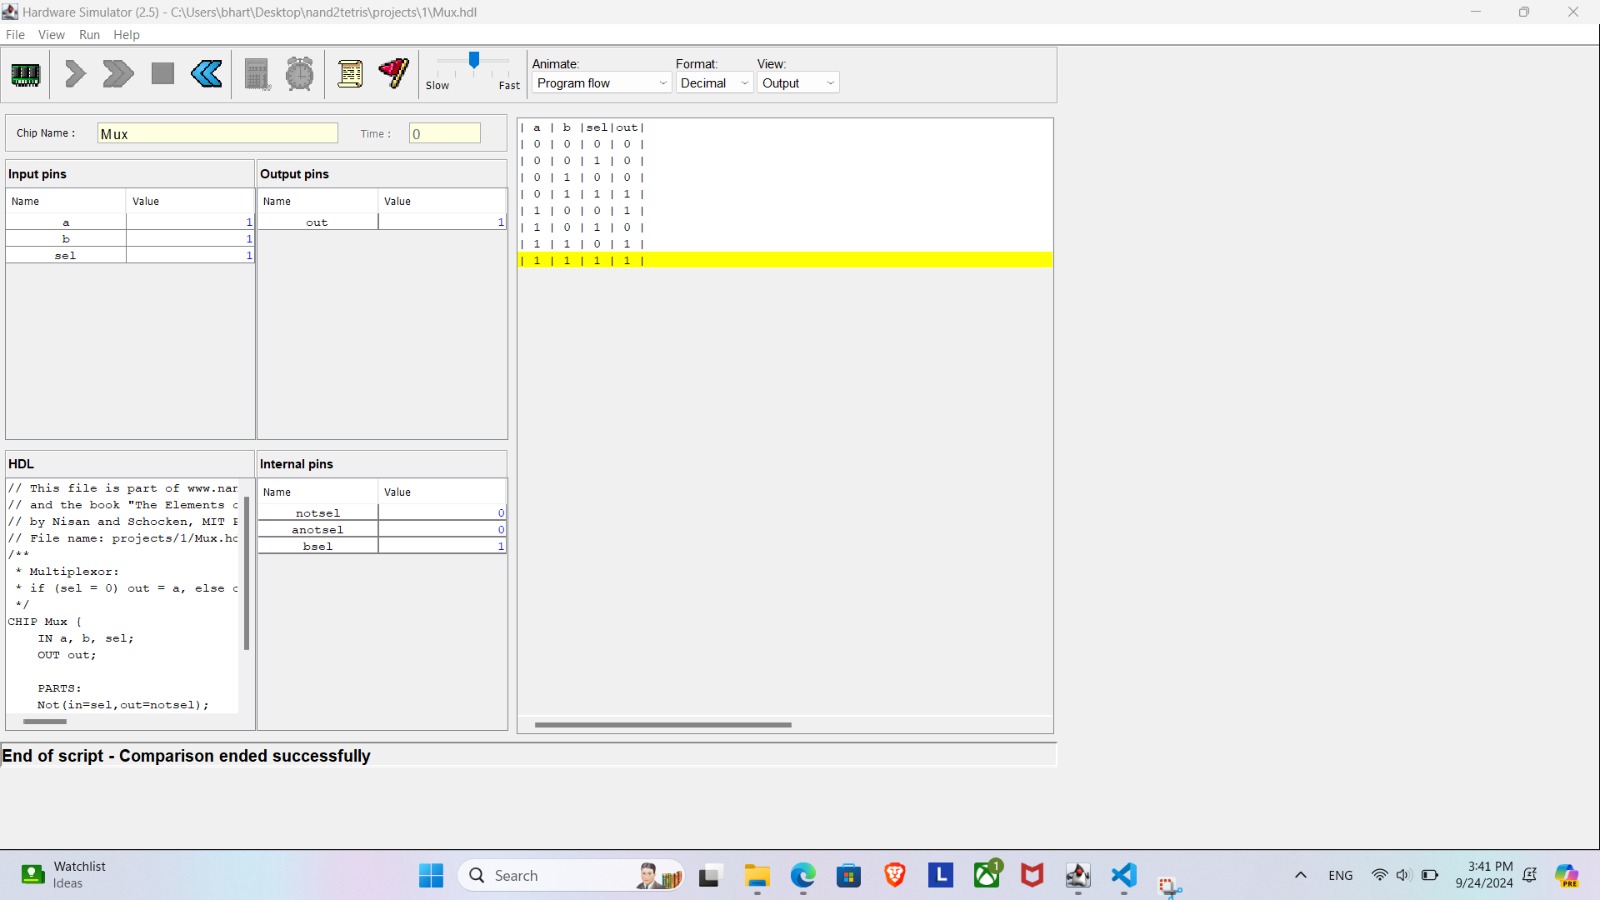 Hardware Simulator (2.5) - C:\Users\bhart\Desktop\nand2tetris\projects\1\Mux.hdl
File View Run Help
Slow Fast
Animate: Format: View:
Program flow Decimal Output
Chip Name : Mux Time : 0
Input pins
Name Value
a 1
b 1
sel 1
Output pins
Name Value
out 1
| a | b |sel|out|
| 0 | 0 | 0 | 0 |
| 0 | 0 | 1 | 0 |
| 0 | 1 | 0 | 0 |
| 0 | 1 | 1 | 1 |
| 1 | 0 | 0 | 1 |
| 1 | 0 | 1 | 0 |
| 1 | 1 | 0 | 1 |
| 1 | 1 | 1 | 1 |
HDL
// This file is part of www.nan
// and the book "The Elements o
// by Nisan and Schocken, MIT P
// File name: projects/1/Mux.hd
/**
 * Multiplexor:
 * if (sel = 0) out = a, else o
 */
CHIP Mux {
IN a, b, sel;
OUT out;
PARTS:
Not(in=sel,out=notsel);
Internal pins
Name Value
notsel 0
anotsel 0
bsel 1
End of script - Comparison ended successfully
Watchlist
Ideas
Search
L
1
ENG
3:41 PM
9/24/2024
PRE